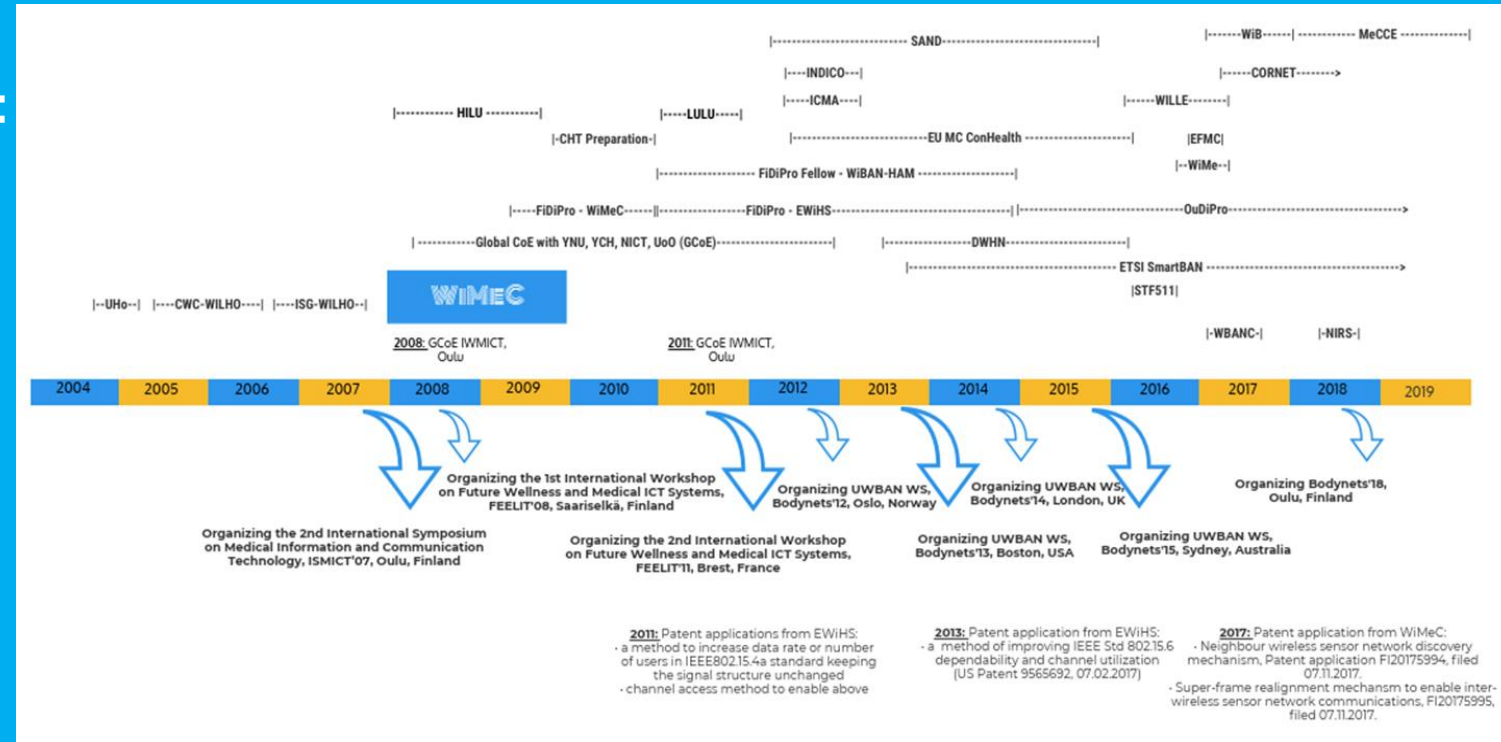 :
|--------------------------- SAND-------------------------------|
|-------WiB------|----------- MeCCE -------------|
|----INDICO---|
|------CORNET-------->
|-----ICMA----|
|------WILLE--------|
|------------ HILU -----------|
|-----LULU-----|
|-CHT Preparation-|
|---------------------------EU MC ConHealth ---------------------|
|EFMC|
|--WiMe--|
|------------------- FiDiPro Fellow - WiBAN-HAM -------------------|
|-----FiDiPro - WiMeC------||-----------------FiDiPro - EWiHS-----------------------------------|--------------------------------OuDiPro---------------------------------->
|------------Global CoE with YNU, YCH, NICT, UoO (GCoE)-----------------------|
|-----------------DWHN----------------------|
|---------------------------------------- ETSI SmartBAN -------------------------------------->
|STF511|
WiMeC
|--UHo--| |----CWC-WILHO----| |----ISG-WILHO--|
|-WBANC-| |-NIRS-|
2008: GCoE IWMICT,
Oulu
2011: GCoE IWMICT,
Oulu
2004 2005 2006 2007 2008 2009 2010 2011 2012 2013 2014 2015 2016 2017 2018 2019
Organizing the 1st International Workshop
on Future Wellness and Medical ICT Systems,
FEELIT'08, Saariselkä, Finland
Organizing UWBAN WS,
Bodynets'12, Oslo, Norway
Organizing UWBAN WS,
Bodynets'14, London, UK
Organizing Bodynets'18,
Oulu, Finland
Organizing the 2nd International Symposium
on Medical Information and Communication
Technology, ISMICT'07, Oulu, Finland
Organizing the 2nd International Workshop
on Future Wellness and Medical ICT Systems,
FEELIT'11, Brest, France
Organizing UWBAN WS,
Bodynets'13, Boston, USA
Organizing UWBAN WS,
Bodynets'15, Sydney, Australia
2011: Patent applications from EWiHS:
· a method to increase data rate or number
of users in IEEE802.15.4a standard keeping
the signal structure unchanged
· channel access method to enable above
2013: Patent application from EWiHS:
· a method of improving IEEE Std 802.15.6
dependability and channel utilization
(US Patent 9565692, 07.02.2017)
2017: Patent application from WiMeC:
· Neighbour wireless sensor network discovery
mechanism, Patent application FI20175994, filed
07.11.2017.
· Super-frame realignment mechansm to enable inter-
wireless sensor network communications, FI20175995,
filed 07.11.2017.